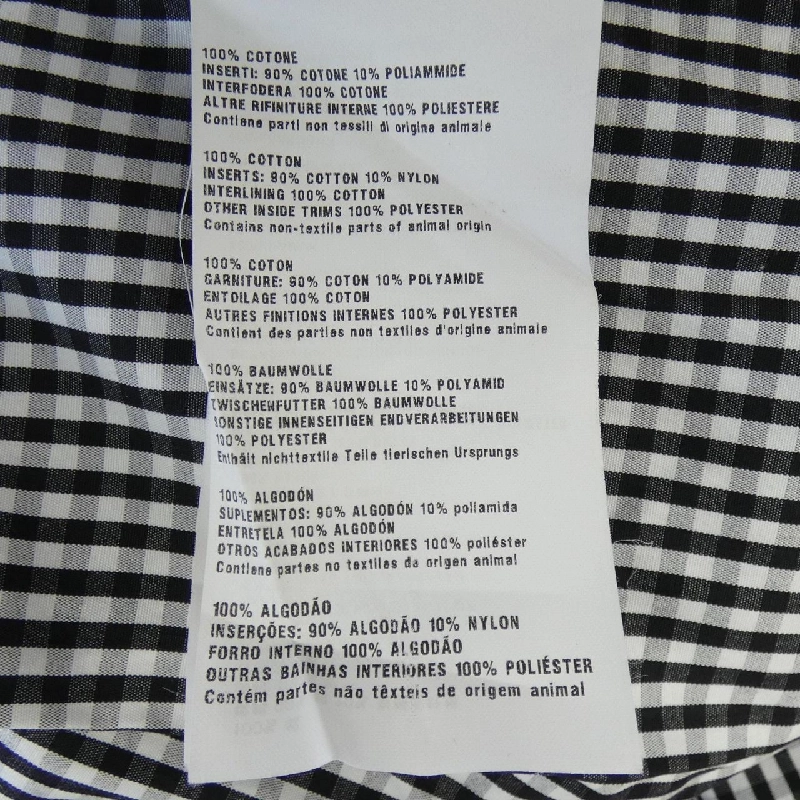 100% COTONE
INSERTI: 90% COTONE 10% POLIAMMIDE
INTERFODERA 100% COTONE
ALTRE RIFINITURE INTERNE 100% POLIESTERE
Contiene parti non tessili di origine animale
100% COTTON
INSERTS: 90% COTTON 10% NYLON
INTERLINING 100% COTTON
OTHER INSIDE TRIMS 100% POLYESTER
Contains non-textile parts of animal origin
100% COTON
GARNITURE: 90% COTON 10% POLYAMIDE
ENTOILAGE 100% COTON
AUTRES FINITIONS INTERNES 100% POLYESTER
Contient des parties non textiles d'origine animale
100% BAUMWOLLE
EINSÄTZE: 90% BAUMWOLLE 10% POLYAMID
ZWISCHENFUTTER 100% BAUMWOLLE
SONSTIGE INNENSEITIGEN ENDVERARBEITUNGEN
100% POLYESTER
Enthält nichttextile Teile tierischen Ursprungs
100% ALGODÓN
SUPLEMENTOS: 90% ALGODÓN 10% poliamida
ENTRETELA 100% ALGODÓN
OTROS ACABADOS INTERIORES 100% poliéster
Contiene partes no textiles de origen animal
100% ALGODÃO
INSERÇÕES: 90% ALGODÃO 10% NYLON
FORRO INTERNO 100% ALGODÃO
OUTRAS BAINHAS INTERIORES 100% POLIÉSTER
Contém partes não têxteis de origem animal